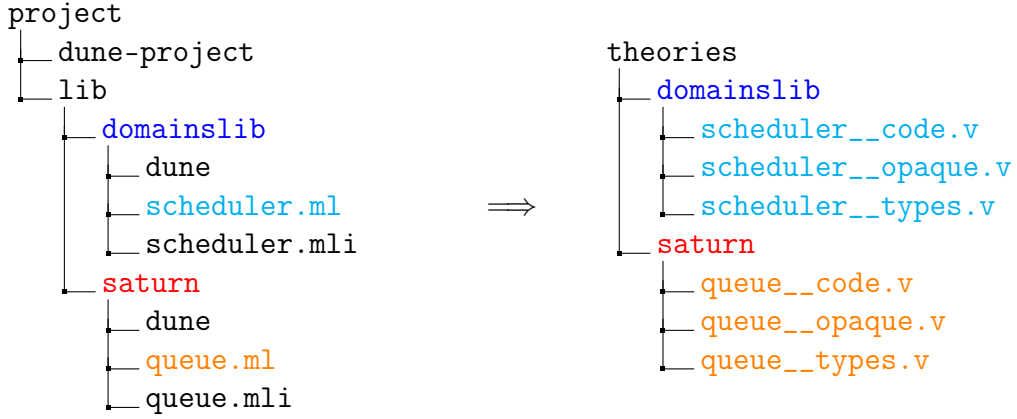 project
dune-project
lib
domainslib
dune
scheduler.ml
scheduler.mli
saturn
dune
queue.ml
queue.mli
⟹
theories
domainslib
scheduler__code.v
scheduler__opaque.v
scheduler__types.v
saturn
queue__code.v
queue__opaque.v
queue__types.v